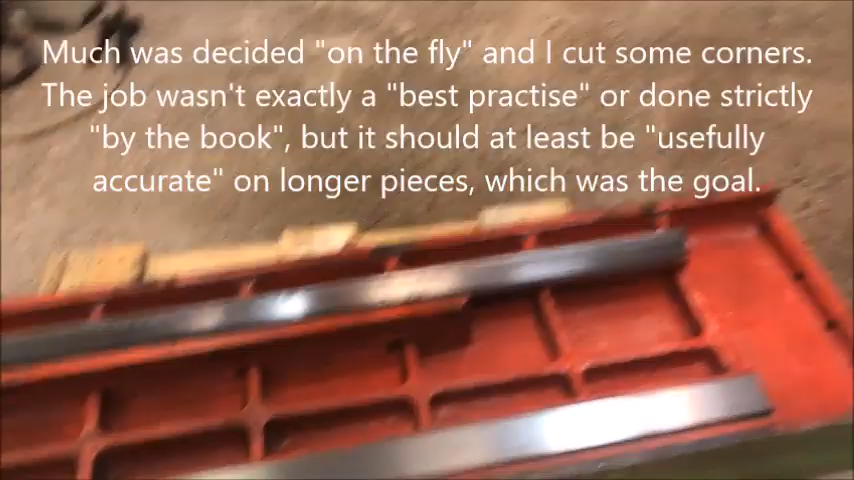 Much was decided "on the fly" and I cut some corners.
The job wasn't exactly a "best practise" or done strictly
"by the book", but it should at least be "usefully
accurate" on longer pieces, which was the goal.